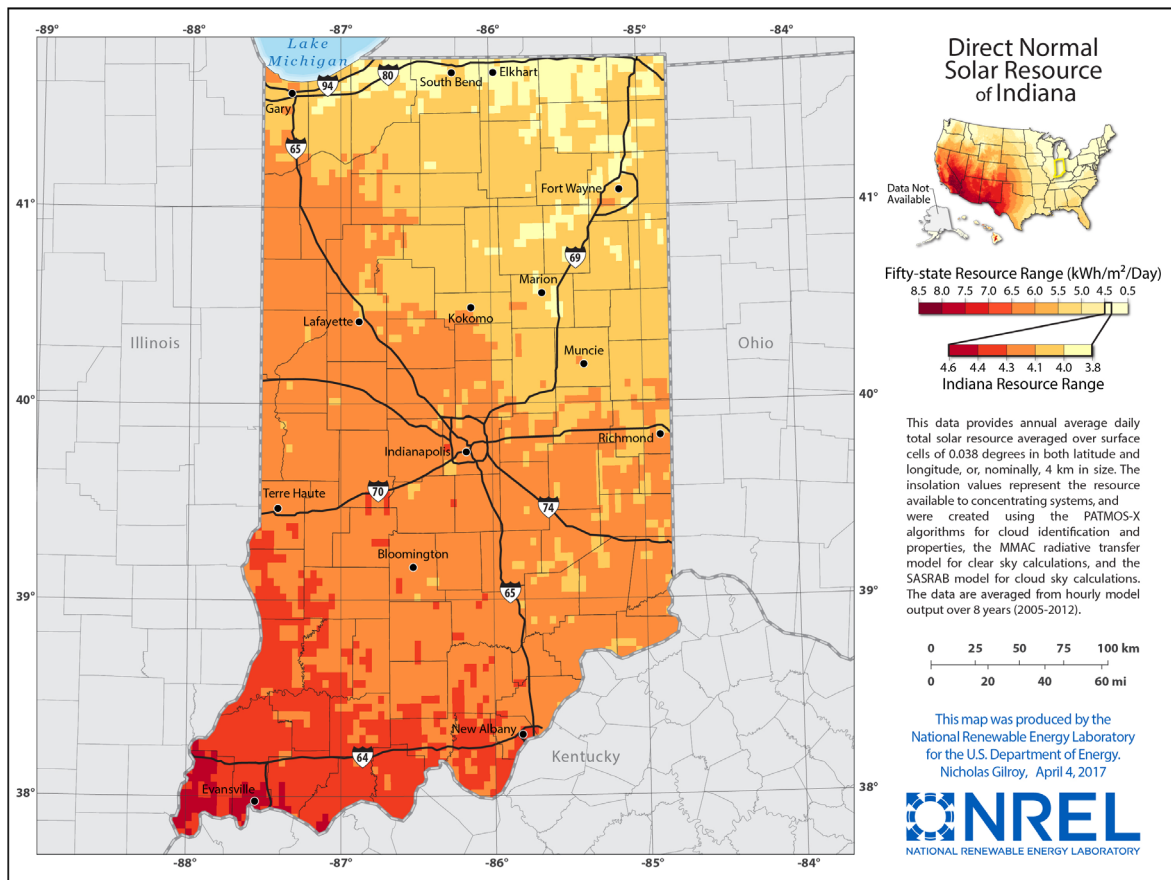 -89°
-87°
-86°
-85°
-84°
Lake
Michigan
94
80
South Bend
Elkhart
Gary
65
Fort Wayne
41°
41°
69
Marion
Kokomo
Lafayette
Illinois
Ohio
Muncie
40°
40°
Richmond
Indianapolis
70
Terre Haute
74
Bloomington
39°
39°
65
New Albany
64
Kentucky
Evansville
38°
38°
-88°
-87°
-86°
-85°
-84°
Direct Normal
Solar Resource
of Indiana
Data Not
Available
Fifty-state Resource Range (kWh/m²/Day)
8.5 8.0 7.5 7.0 6.5 6.0 5.5 5.0 4.5 0.5
4.6 4.4 4.3 4.1 4.0 3.8
Indiana Resource Range
This data provides annual average daily
total solar resource averaged over surface
cells of 0.038 degrees in both latitude and
longitude, or, nominally, 4 km in size. The
insolation values represent the resource
available to concentrating systems, and
were created using the PATMOS-X
algorithms for cloud identification and
properties, the MMAC radiative transfer
model for clear sky calculations, and the
SASRAB model for cloud sky calculations.
The data are averaged from hourly model
output over 8 years (2005-2012).
0 25 50 75 100 km
0 20 40 60 mi
This map was produced by the
National Renewable Energy Laboratory
for the U.S. Department of Energy.
Nicholas Gilroy, April 4, 2017
NREL
NATIONAL RENEWABLE ENERGY LABORATORY